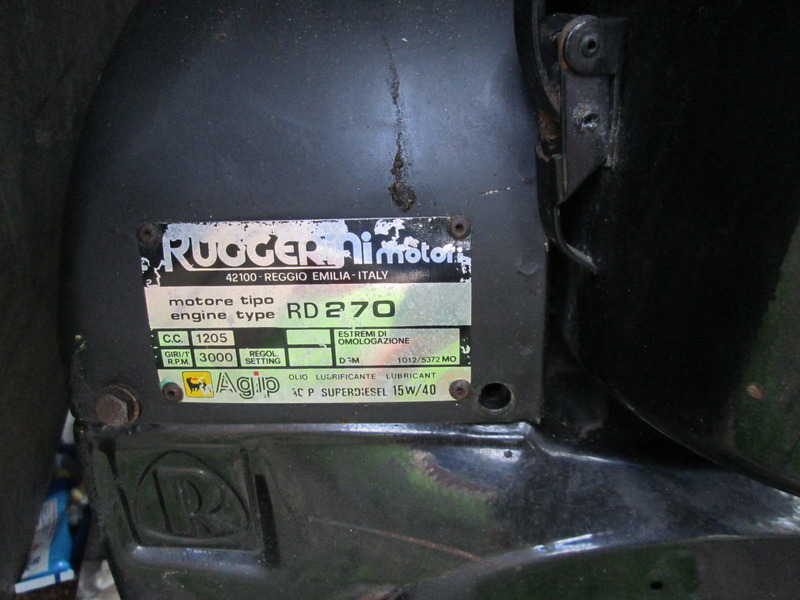 RUGGERINI motori
42100 - REGGIO EMILIA - ITALY
motore tipo
engine type RD 270
C.C. 1205
ESTREMI DI OMOLOGAZIONE
GIRI/1' R.P.M. 3000 REGOL. SETTING
DGM 1012/5372 MO
Agip OLIO LUBRIFICANTE LUBRICANT
SUPERDIESEL 15W/40
R